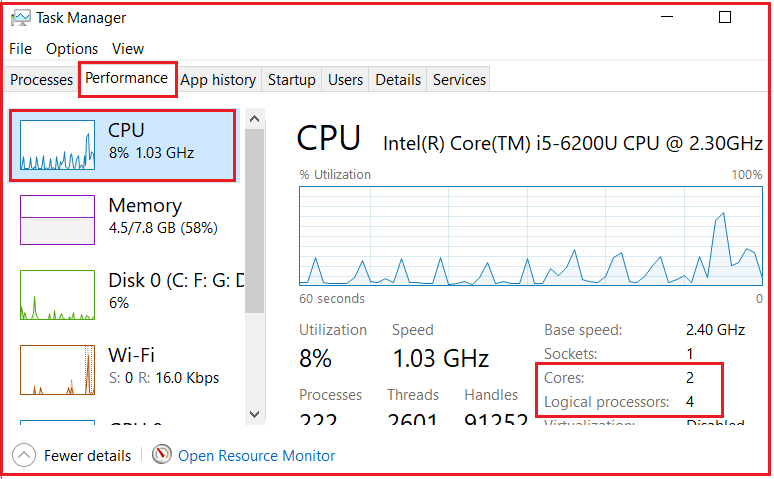 Task Manager
File Options View
Processes Performance App history Startup Users Details Services
CPU
8% 1.03 GHz
Memory
4.5/7.8 GB (58%)
Disk 0 (C: F: G: D
6%
Wi-Fi
S: 0 R: 16.0 Kbps
CPU Intel(R) Core(TM) i5-6200U CPU @ 2.30GHz
% Utilization 100%
60 seconds 0
Utilization Speed
8% 1.03 GHz
Processes Threads Handles
222 2601 91252
Base speed: 2.40 GHz
Sockets: 1
Cores: 2
Logical processors: 4
Virtualization: Disabled
Fewer details Open Resource Monitor